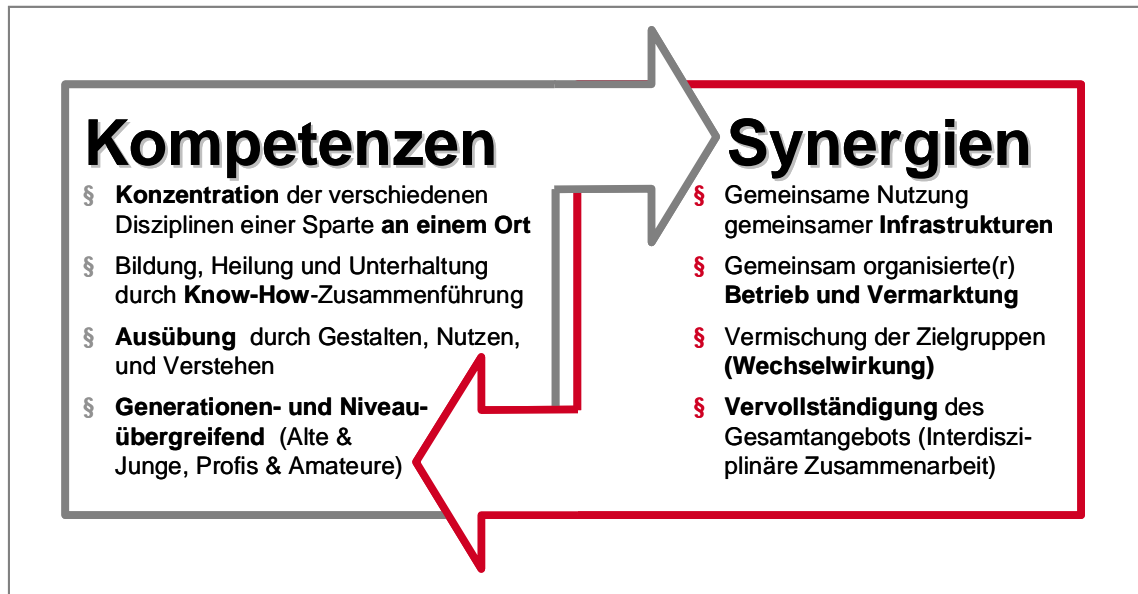 Kompetenzen
§ Konzentration der verschiedenen
Disziplinen einer Sparte an einem Ort
§ Bildung, Heilung und Unterhaltung
durch Know-How-Zusammenführung
§ Ausübung durch Gestalten, Nutzen,
und Verstehen
§ Generationen- und Niveau-
übergreifend (Alte &
Junge, Profis & Amateure)
Synergien
§ Gemeinsame Nutzung
gemeinsamer Infrastrukturen
§ Gemeinsam organisierte(r)
Betrieb und Vermarktung
§ Vermischung der Zielgruppen
(Wechselwirkung)
§ Vervollständigung des
Gesamtangebots (Interdiszi-
plinäre Zusammenarbeit)